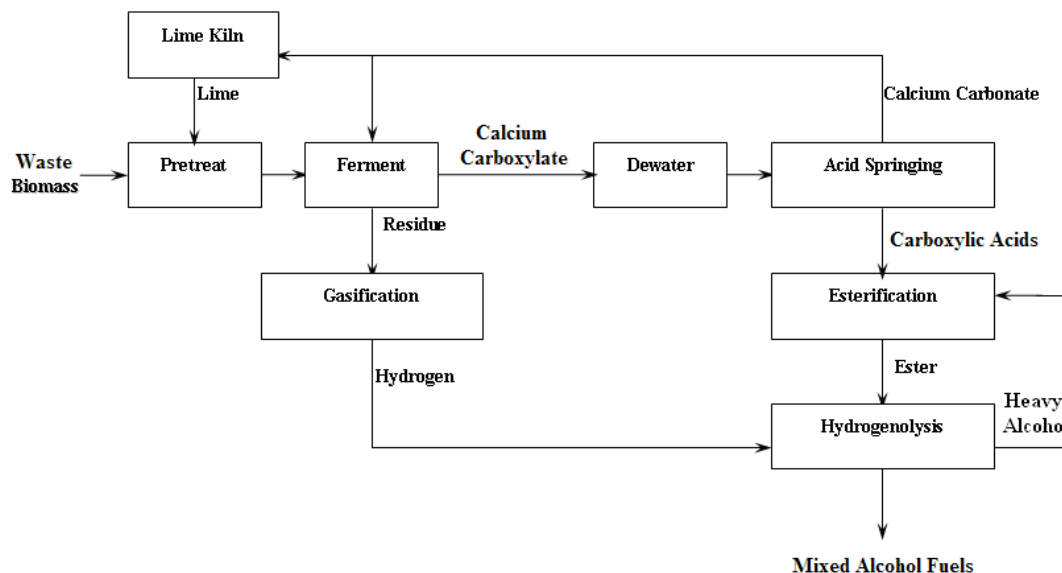 Lime Kiln
Lime
Calcium Carbonate
Waste
Biomass
Pretreat
Ferment
Calcium
Carboxylate
Dewater
Acid Springing
Residue
Carboxylic Acids
Gasification
Esterification
Hydrogen
Ester
Heavy
Alcoho
Hydrogenolysis
Mixed Alcohol Fuels